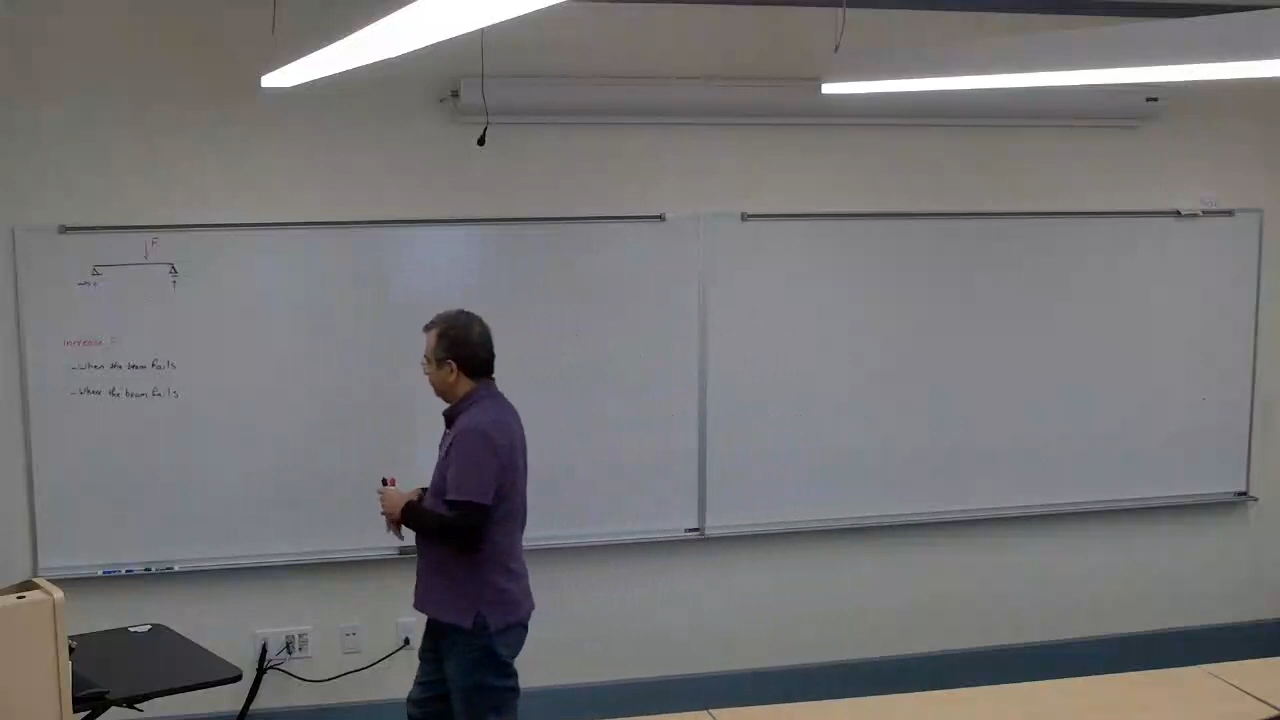 F
Increase F
- When the beam fails
- Where the beam fails